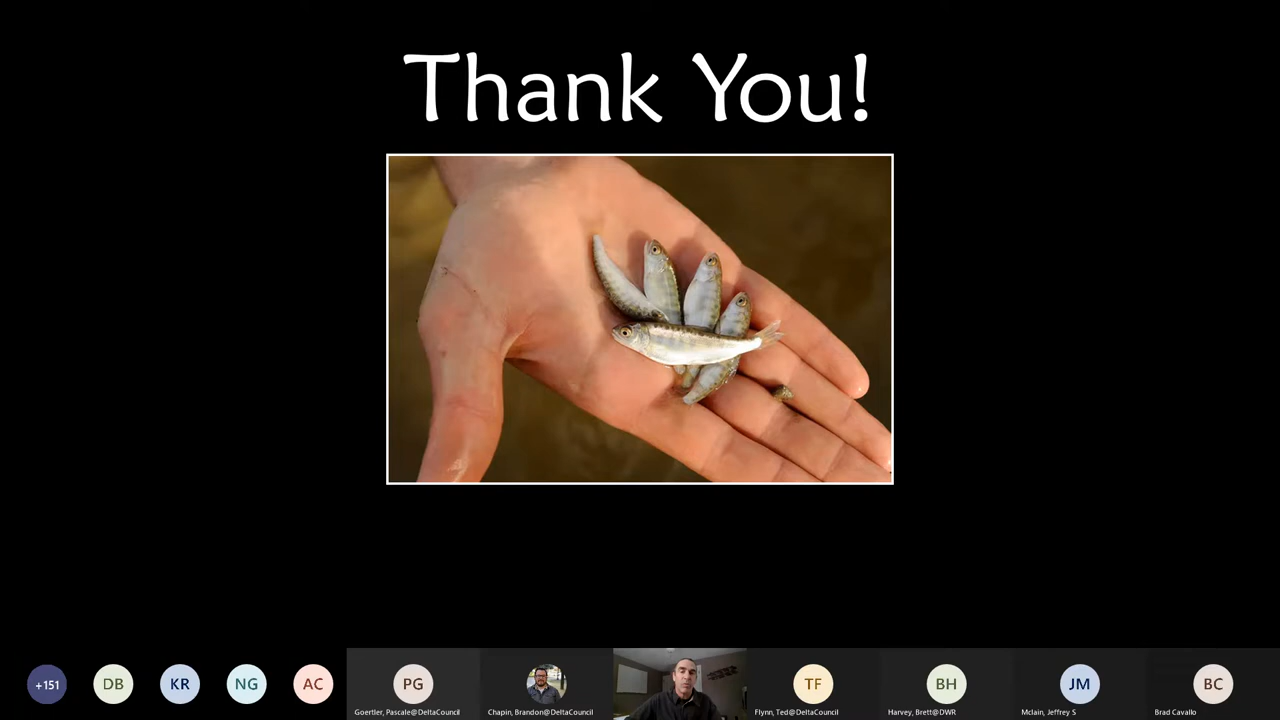 Thank You!
+151
DB
KR
NG
AC
PG
TF
BH
JM
BC
Goertler, Pascale@DeltaCouncil
Chapin, Brandon@DeltaCouncil
Flynn, Ted@DeltaCouncil
Harvey, Brett@DWR
Mclain, Jeffrey S
Brad Cavallo